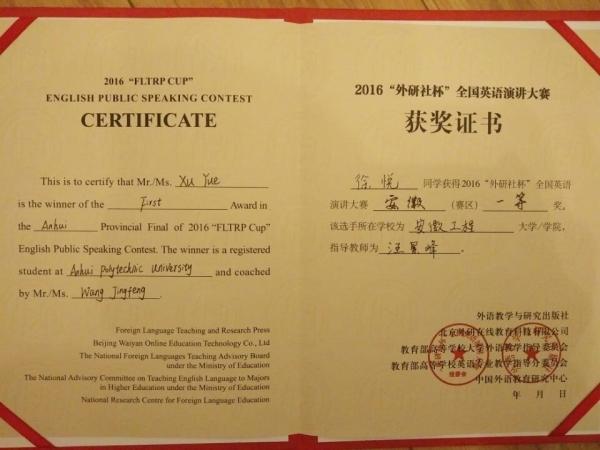 2016 "FLTRP CUP"
ENGLISH PUBLIC SPEAKING CONTEST
CERTIFICATE
This is to certify that Mr./Ms. Xu Yue
is the winner of the First Award in
the Anhui Provincial Final of 2016 "FLTRP Cup"
English Public Speaking Contest. The winner is a registered
student at Anhui Polytechnic University and coached
by Mr./Ms. Wang Jingfeng.
Foreign Language Teaching and Research Press
Beijing Waiyan Online Education Technology Co., Ltd
The National Foreign Languages Teaching Advisory Board
under the Ministry of Education
The National Advisory Committee on Teaching English Language to Majors
in Higher Education under the Ministry of Education
National Research Centre for Foreign Language Education
2016“外研社杯”全国英语演讲大赛
获奖证书
徐悦 同学获得2016“外研社杯”全国英语
演讲大赛 安徽 (赛区) 一等 奖。
该选手所在学校为 安徽工程 大学/学院,
指导教师为 汪景峰 。
外语教学与研究出版社
北京外研在线教育科技有限公司
教育部高等学校大学外语教学指导委员会
教育部高等学校英语专业教学指导分委员会
中国外语教育研究中心
年 月 日